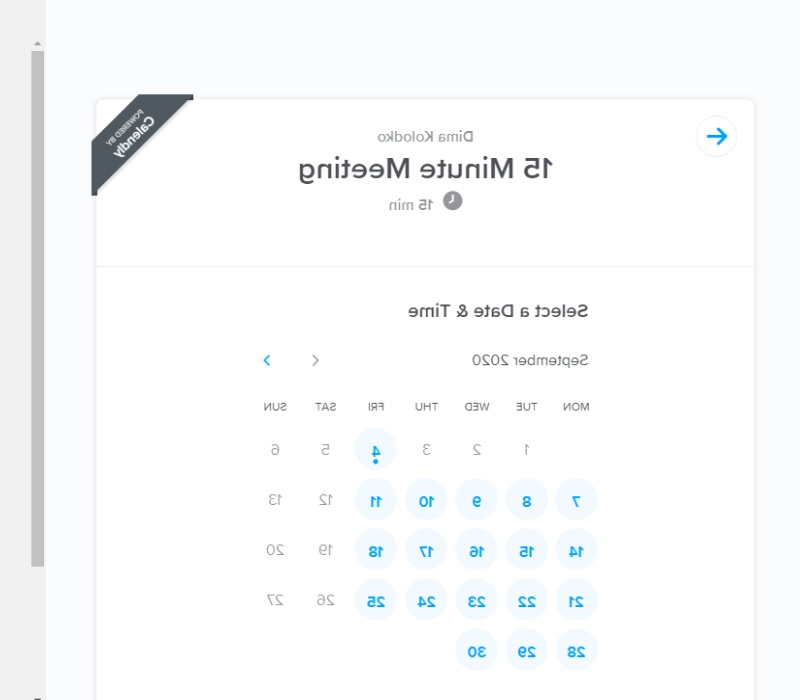 POWERED BY
Calendly
Dima Kolodko
15 Minute Meeting
15 min
Select a Date & Time
September 2020
MON TUE WED THU FRI SAT SUN
1 2 3 4 5 6
7 8 9 10 11 12 13
14 15 16 17 18 19 20
21 22 23 24 25 26 27
28 29 30